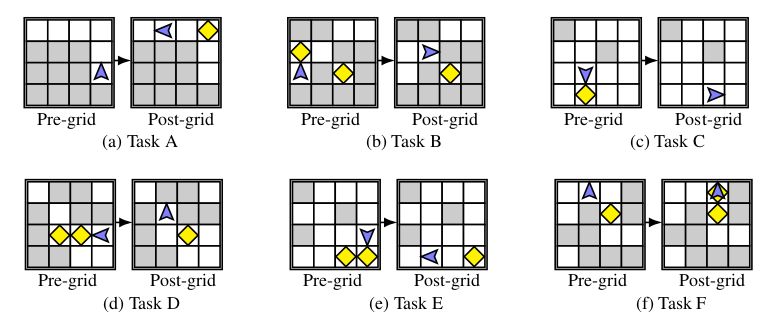 Pre-grid Post-grid Pre-grid Post-grid Pre-grid Post-grid
(a) Task A (b) Task B (c) Task C
Pre-grid Post-grid Pre-grid Post-grid Pre-grid Post-grid
(d) Task D (e) Task E (f) Task F